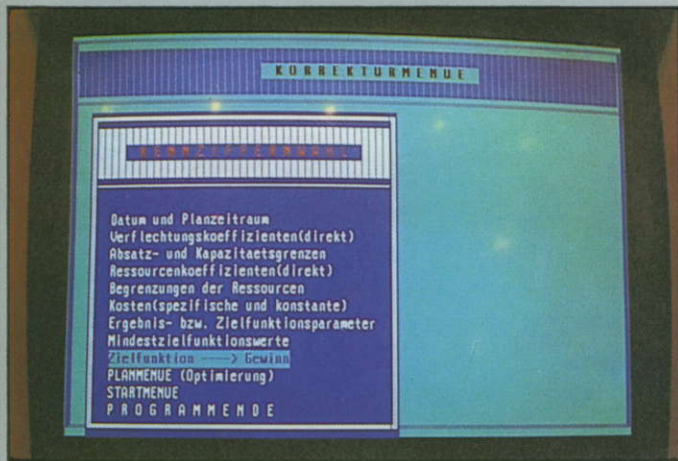 KORREKTURMENUE
KENNZIFFERNWAHL
Datum und Planzeitraum
Verflechtungskoeffizienten(direkt)
Absatz- und Kapazitaetsgrenzen
Ressourcenkoeffizienten(direkt)
Begrenzungen der Ressourcen
Kosten(spezifische und konstante)
Ergebnis- bzw. Zielfunktionsparameter
Mindestzielfunktionswerte
Zielfunktion ----> Gewinn
PLANMENUE (Optimierung)
STARTMENUE
P R O G R A M M E N D E